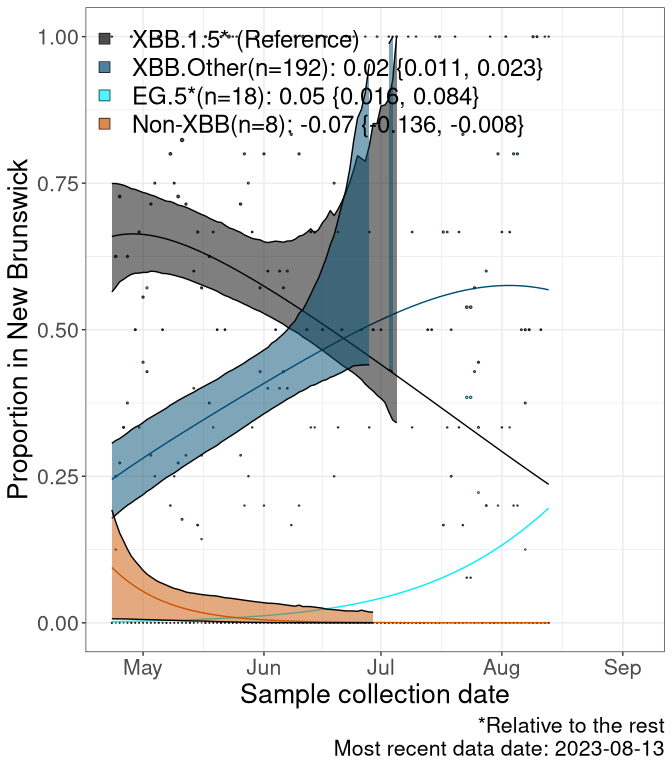 XBB.1.5* (Reference)
XBB.Other(n=192): 0.02 {0.011, 0.023}
EG.5*(n=18): 0.05 {0.016, 0.084}
Non-XBB(n=8): -0.07 {-0.136, -0.008}
Proportion in New Brunswick
1.00
0.75
0.50
0.25
0.00
May Jun Jul Aug Sep
Sample collection date
*Relative to the rest
Most recent data date: 2023-08-13